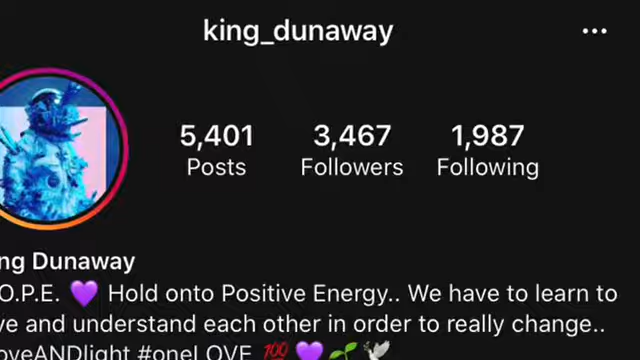 king_dunaway
5,401 3,467 1,987
Posts Followers Following
ng Dunaway
O.P.E. 💜 Hold onto Positive Energy.. We have to learn to
ve and understand each other in order to really change..
oveANDlight #oneLOVE 💯💜🌱🕊